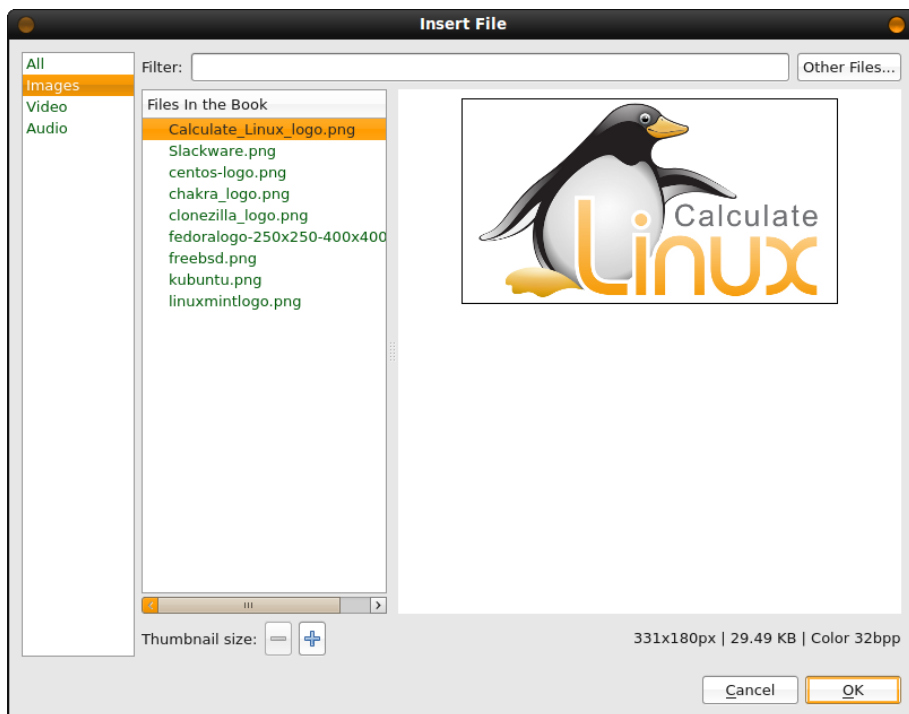 Insert File
All
Images
Video
Audio
Filter:
Other Files...
Files In the Book
Calculate_Linux_logo.png
Slackware.png
centos-logo.png
chakra_logo.png
clonezilla_logo.png
fedoralogo-250x250-400x400
freebsd.png
kubuntu.png
linuxmintlogo.png
Calculate
Linux
Thumbnail size:
331x180px | 29.49 KB | Color 32bpp
Cancel
OK